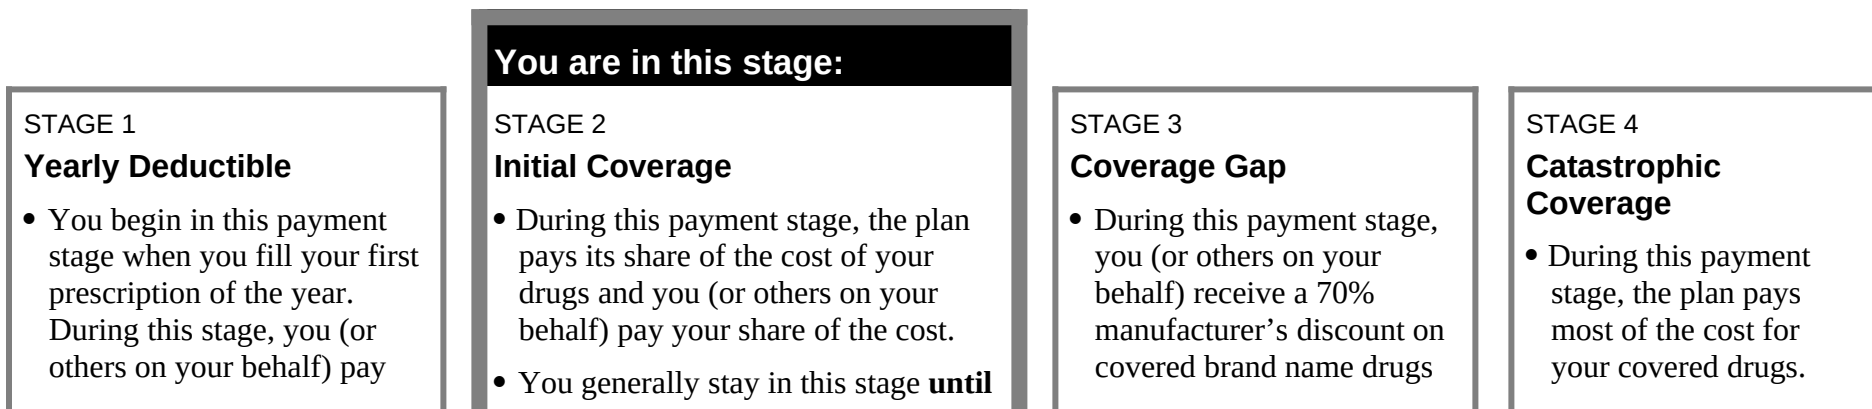 You are in this stage:
STAGE 1
Yearly Deductible
• You begin in this payment
stage when you fill your first
prescription of the year.
During this stage, you (or
others on your behalf) pay
STAGE 2
Initial Coverage
• During this payment stage, the plan
pays its share of the cost of your
drugs and you (or others on your
behalf) pay your share of the cost.
• You generally stay in this stage until
STAGE 3
Coverage Gap
• During this payment stage,
you (or others on your
behalf) receive a 70%
manufacturer’s discount on
covered brand name drugs
STAGE 4
Catastrophic
Coverage
• During this payment
stage, the plan pays
most of the cost for
your covered drugs.